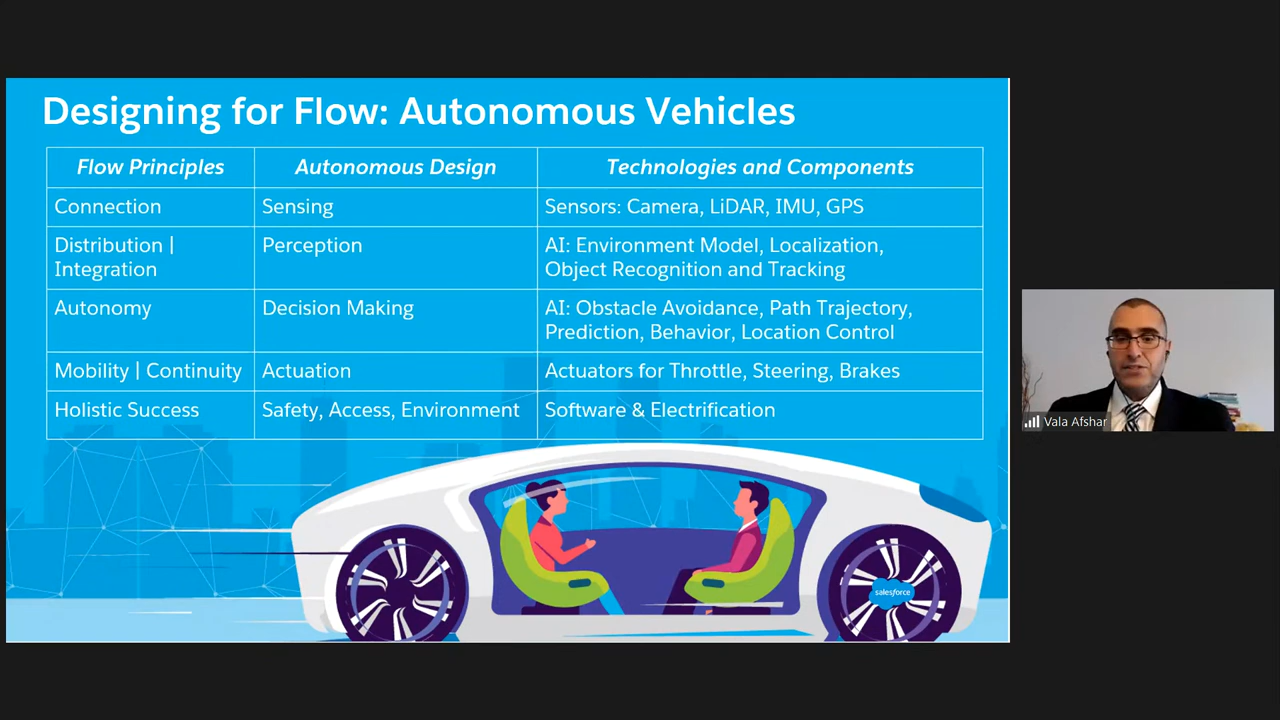 Designing for Flow: Autonomous Vehicles
Flow Principles
Autonomous Design
Technologies and Components
Connection
Sensing
Sensors: Camera, LiDAR, IMU, GPS
Distribution |
Integration
Perception
AI: Environment Model, Localization,
Object Recognition and Tracking
Autonomy
Decision Making
AI: Obstacle Avoidance, Path Trajectory,
Prediction, Behavior, Location Control
Mobility | Continuity
Actuation
Actuators for Throttle, Steering, Brakes
Holistic Success
Safety, Access, Environment
Software & Electrification
salesforce
Vala Afshar